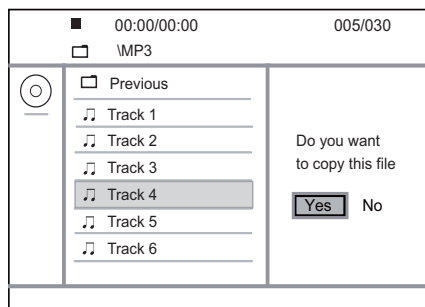 00:00/00:00 005/030
\MP3
Previous
Track 1
Track 2
Track 3
Track 4
Track 5
Track 6
Do you want
to copy this file
Yes No